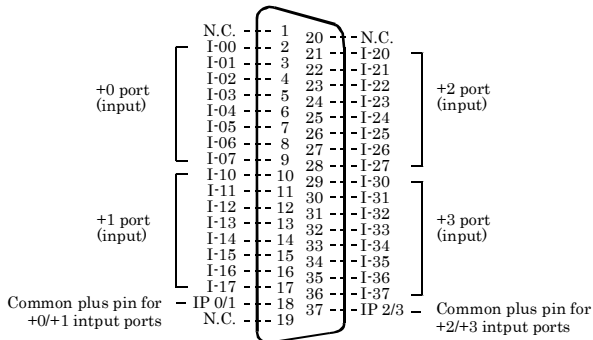 N.C. 1
I-00 2
I-01 3
I-02 4
I-03 5
I-04 6
I-05 7
I-06 8
I-07 9
I-10 10
I-11 11
I-12 12
I-13 13
I-14 14
I-15 15
I-16 16
I-17 17
IP 0/1 18
N.C. 19
+0 port
(input)
+1 port
(input)
Common plus pin for
+0/+1 intput ports
20 N.C.
21 I-20
22 I-21
23 I-22
24 I-23
25 I-24
26 I-25
27 I-26
28 I-27
29 I-30
30 I-31
31 I-32
32 I-33
33 I-34
34 I-35
35 I-36
36 I-37
37 IP 2/3
+2 port
(input)
+3 port
(input)
Common plus pin for
+2/+3 intput ports